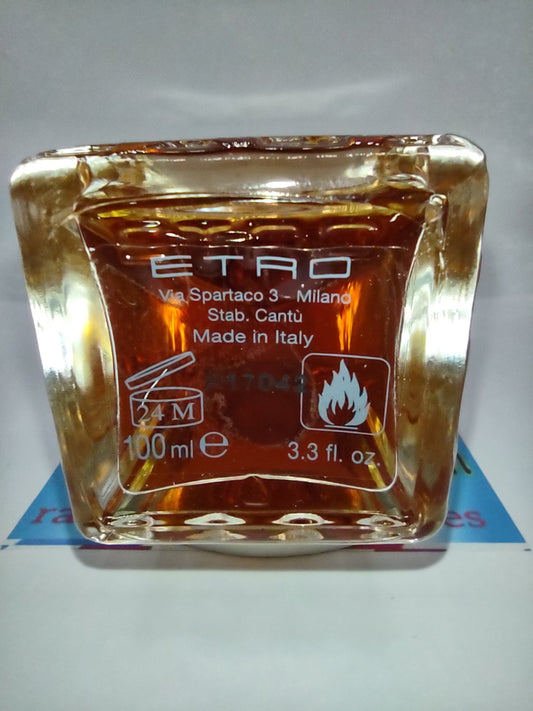 ETRO
Via Spartaco 3 - Milano
Stab. Cantù
Made in Italy
24 M
100 ml ℮
3.3 fl. oz.